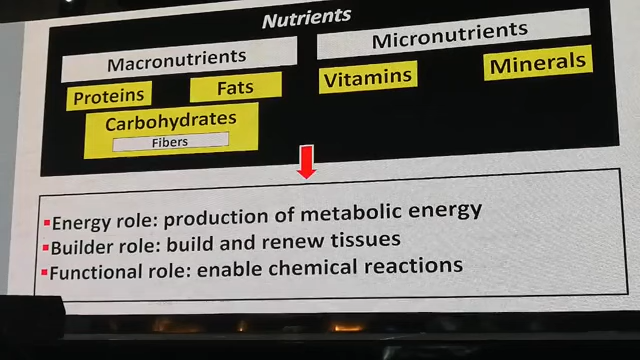 Nutrients
Macronutrients
Micronutrients
Proteins
Fats
Vitamins
Minerals
Carbohydrates
Fibers
▪Energy role: production of metabolic energy
▪Builder role: build and renew tissues
▪Functional role: enable chemical reactions